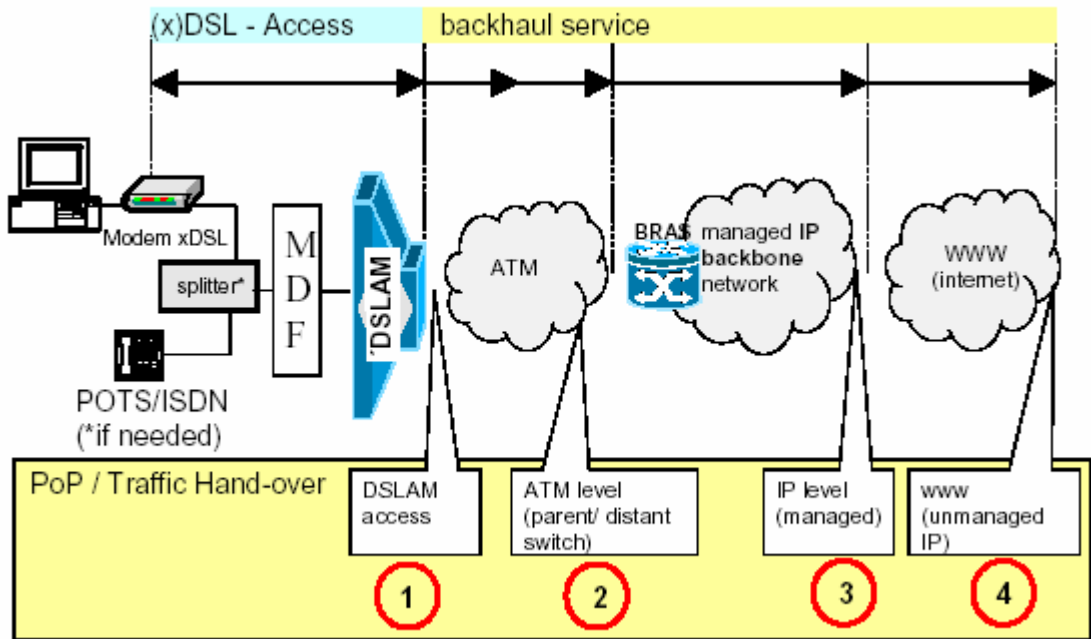 (x)DSL - Access
backhaul service
Modem xDSL
splitter*
POTS/ISDN
(*if needed)
M
D
F
´DSLAM
ATM
BRAS
managed IP
backbone
network
WWW
(internet)
PoP / Traffic Hand-over
DSLAM
access
ATM level
(parent/ distant
switch)
IP level
(managed)
www
(unmanaged
IP)
1
2
3
4